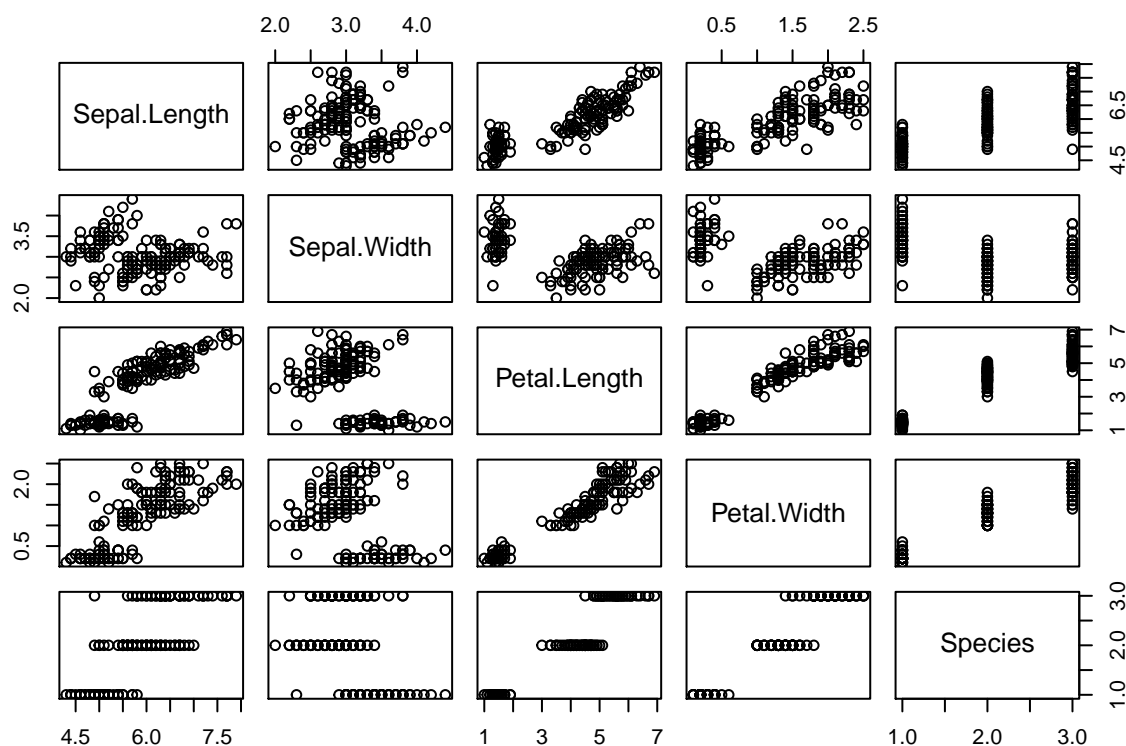 2.0 3.0 4.0
0.5 1.5 2.5
Sepal.Length
4.5 6.5
2.0 3.5
Sepal.Width
Petal.Length
1 3 5 7
0.5 2.0
Petal.Width
Species
1.0 2.0 3.0
4.5 6.0 7.5
1 3 5 7
1.0 2.0 3.0